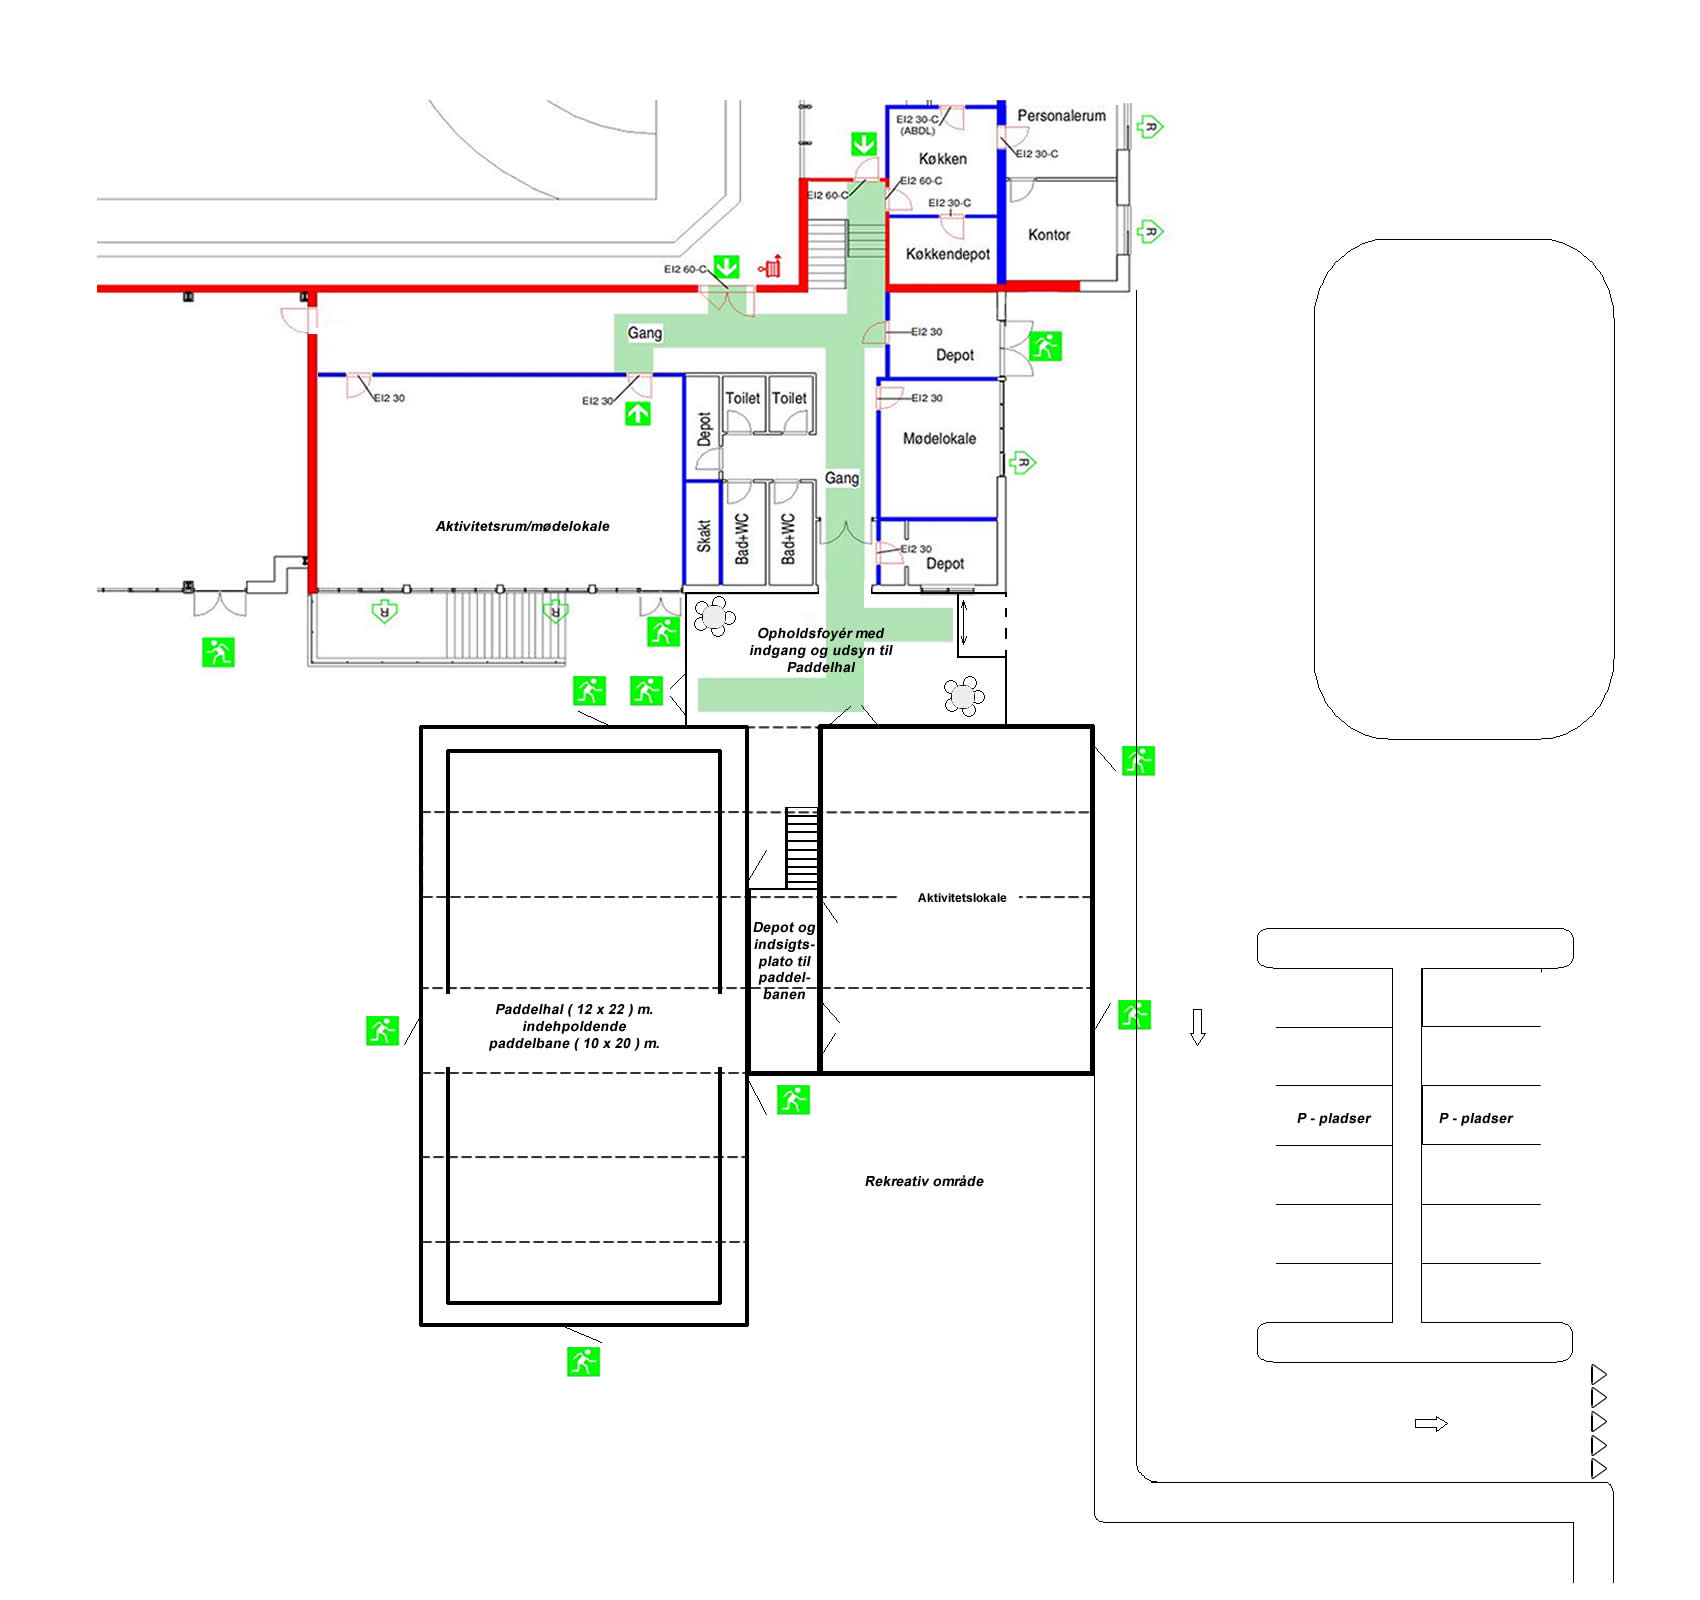 Personalerum
EI2 30-C
(ABDL)
EI2 30-C
Køkken
EI2 60-C
EI2 60-C
EI2 30-C
Kontor
Køkkendepot
EI2 60-C
Gang
EI2 30
Depot
EI2 30
EI2 30
EI2 30
Toilet
Toilet
Depot
Mødelokale
Gang
Aktivitetsrum/mødelokale
Skakt
Bad+WC
Bad+WC
EI2 30
Depot
R
R
R
R
R
Opholdsfoyér med
indgang og udsyn til
Paddelhal
Aktivitetslokale
Depot og
indsigts-
plato til
paddel-
banen
Paddelhal ( 12 x 22 ) m.
indehpoldende
paddelbane ( 10 x 20 ) m.
P - pladser
P - pladser
Rekreativ område